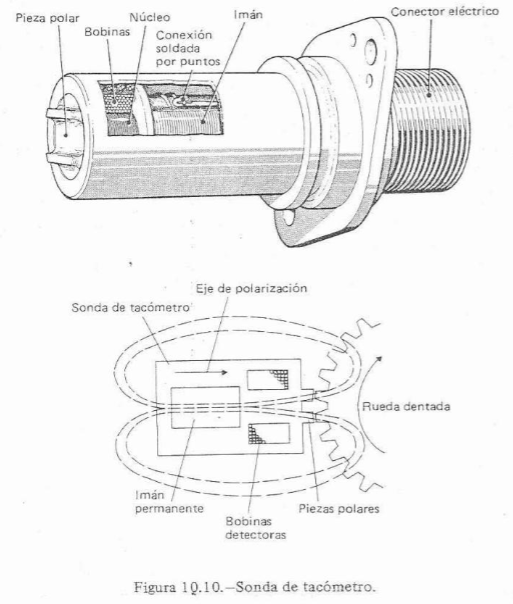 Pieza polar
Núcleo
Imán
Conector eléctrico
Bobinas
Conexión
soldada
por puntos
Eje de polarización
Sonda de tacómetro
Rueda dentada
Imán
permanente
Piezas polares
Bobinas
detectoras
Figura 10.10.—Sonda de tacómetro.